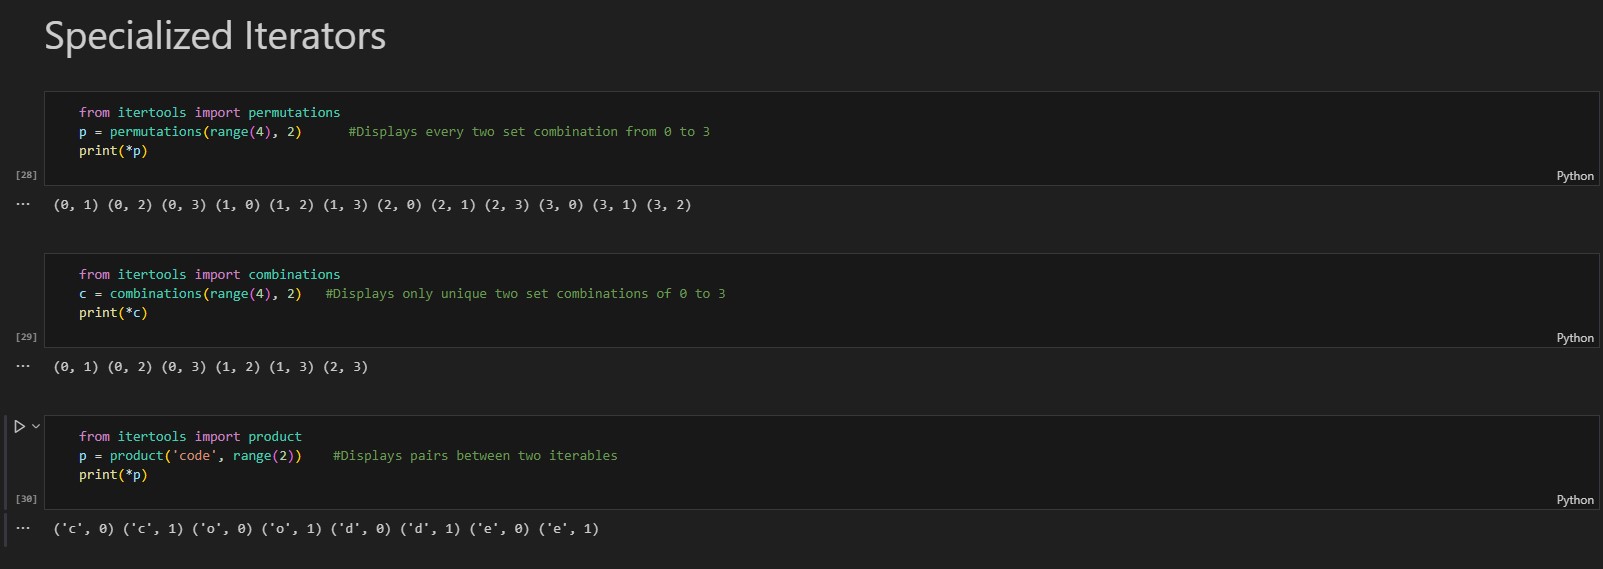 Specialized Iterators
from itertools import permutations
p = permutations(range(4), 2)      #Displays every two set combination from 0 to 3
print(*p)
[28]
Python
... (0, 1) (0, 2) (0, 3) (1, 0) (1, 2) (1, 3) (2, 0) (2, 1) (2, 3) (3, 0) (3, 1) (3, 2)
from itertools import combinations
c = combinations(range(4), 2)   #Displays only unique two set combinations of 0 to 3
print(*c)
[29]
Python
... (0, 1) (0, 2) (0, 3) (1, 2) (1, 3) (2, 3)
from itertools import product
p = product('code', range(2))    #Displays pairs between two iterables
print(*p)
[30]
Python
... ('c', 0) ('c', 1) ('o', 0) ('o', 1) ('d', 0) ('d', 1) ('e', 0) ('e', 1)